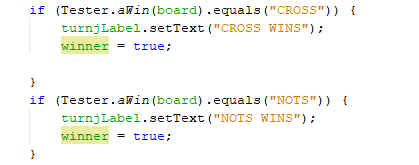 if (Tester.aWin(board).equals("CROSS")) {
turnjLabel.setText("CROSS WINS");
winner = true;
}
if (Tester.aWin(board).equals("NOTS")) {
turnjLabel.setText("NOTS WINS");
winner = true;
}